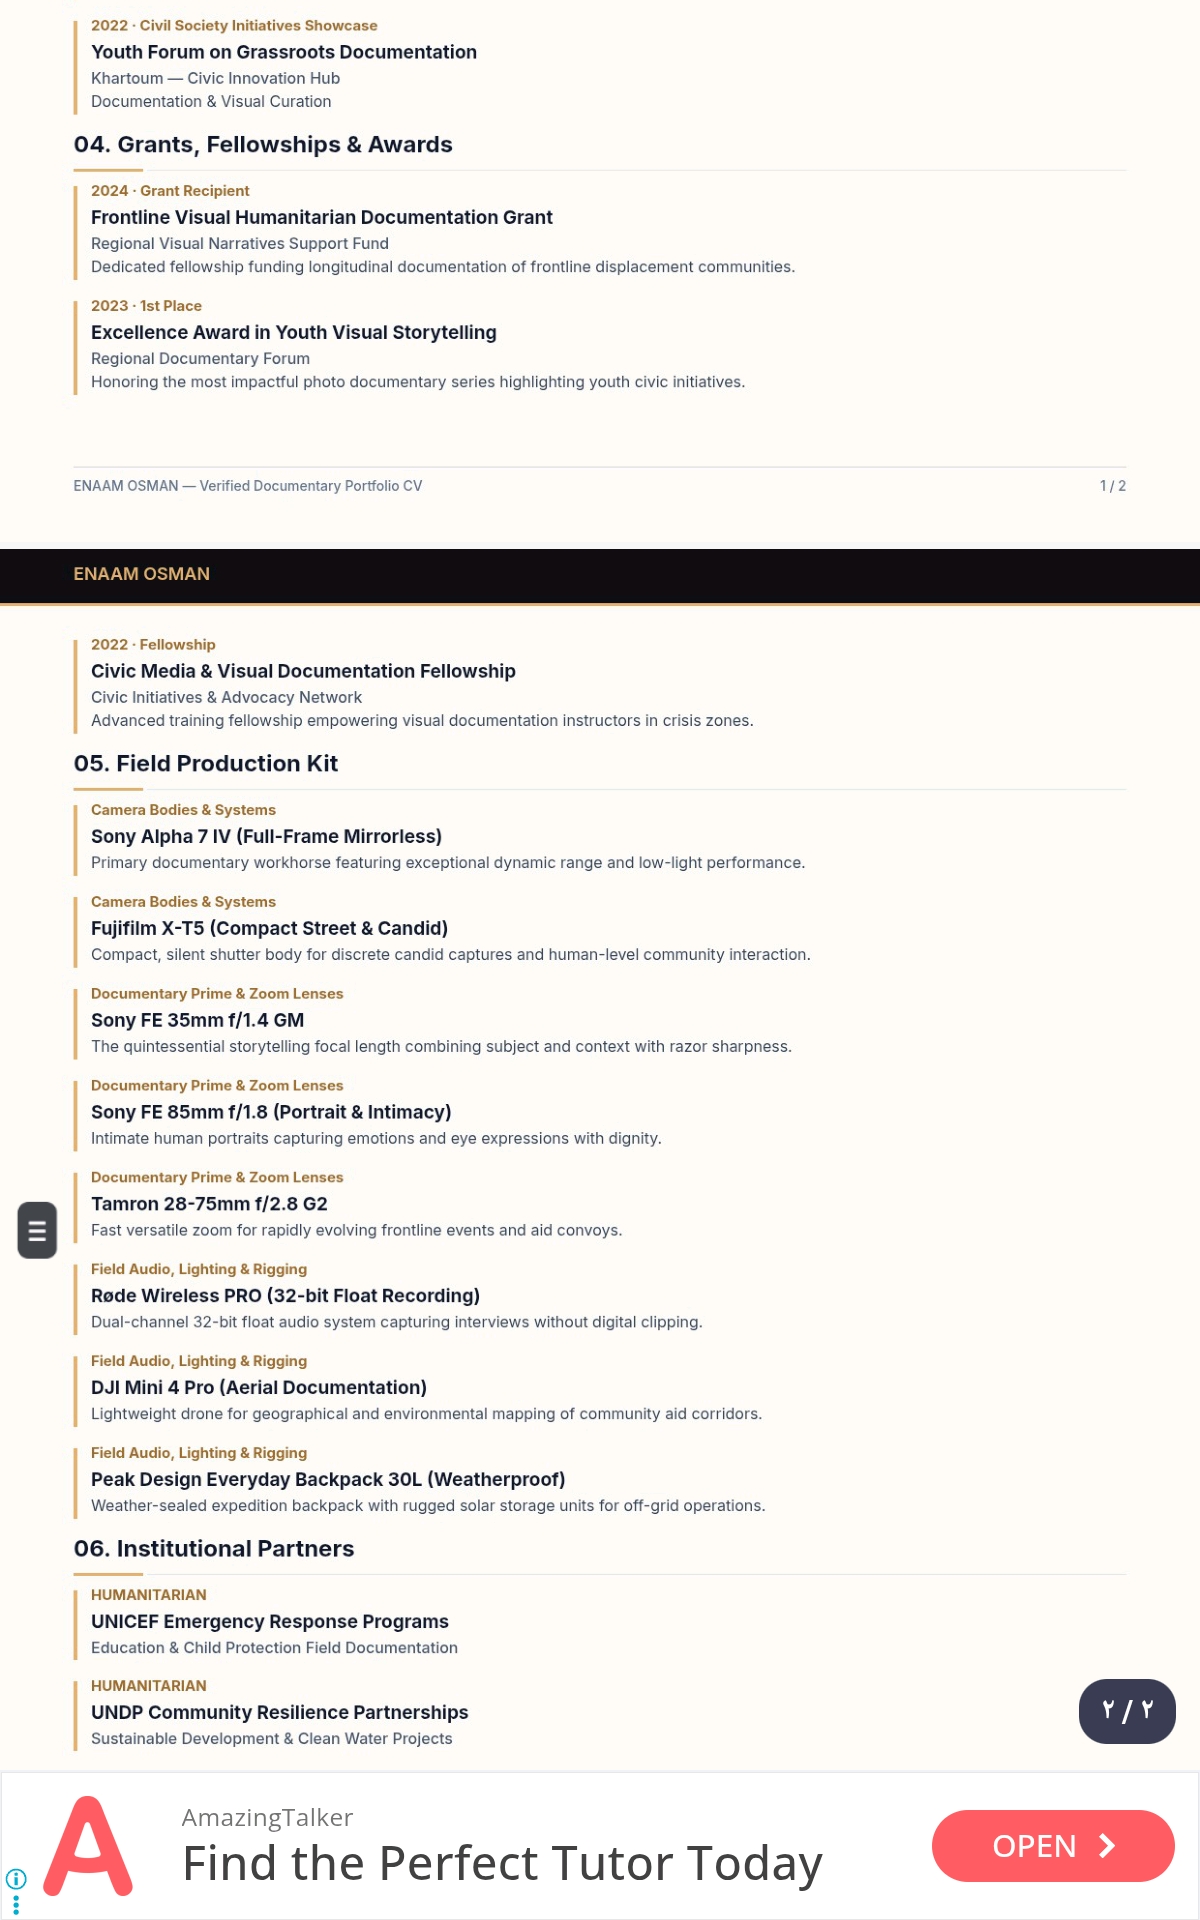 2022 · Civil Society Initiatives Showcase
Youth Forum on Grassroots Documentation
Khartoum — Civic Innovation Hub
Documentation & Visual Curation
04. Grants, Fellowships & Awards
2024 · Grant Recipient
Frontline Visual Humanitarian Documentation Grant
Regional Visual Narratives Support Fund
Dedicated fellowship funding longitudinal documentation of frontline displacement communities.
2023 · 1st Place
Excellence Award in Youth Visual Storytelling
Regional Documentary Forum
Honoring the most impactful photo documentary series highlighting youth civic initiatives.
ENAAM OSMAN — Verified Documentary Portfolio CV
1 / 2
ENAAM OSMAN
2022 · Fellowship
Civic Media & Visual Documentation Fellowship
Civic Initiatives & Advocacy Network
Advanced training fellowship empowering visual documentation instructors in crisis zones.
05. Field Production Kit
Camera Bodies & Systems
Sony Alpha 7 IV (Full-Frame Mirrorless)
Primary documentary workhorse featuring exceptional dynamic range and low-light performance.
Camera Bodies & Systems
Fujifilm X-T5 (Compact Street & Candid)
Compact, silent shutter body for discrete candid captures and human-level community interaction.
Documentary Prime & Zoom Lenses
Sony FE 35mm f/1.4 GM
The quintessential storytelling focal length combining subject and context with razor sharpness.
Documentary Prime & Zoom Lenses
Sony FE 85mm f/1.8 (Portrait & Intimacy)
Intimate human portraits capturing emotions and eye expressions with dignity.
Documentary Prime & Zoom Lenses
Tamron 28-75mm f/2.8 G2
Fast versatile zoom for rapidly evolving frontline events and aid convoys.
Field Audio, Lighting & Rigging
Røde Wireless PRO (32-bit Float Recording)
Dual-channel 32-bit float audio system capturing interviews without digital clipping.
Field Audio, Lighting & Rigging
DJI Mini 4 Pro (Aerial Documentation)
Lightweight drone for geographical and environmental mapping of community aid corridors.
Field Audio, Lighting & Rigging
Peak Design Everyday Backpack 30L (Weatherproof)
Weather-sealed expedition backpack with rugged solar storage units for off-grid operations.
06. Institutional Partners
HUMANITARIAN
UNICEF Emergency Response Programs
Education & Child Protection Field Documentation
HUMANITARIAN
UNDP Community Resilience Partnerships
Sustainable Development & Clean Water Projects
٢ / ٢
AmazingTalker
Find the Perfect Tutor Today
OPEN